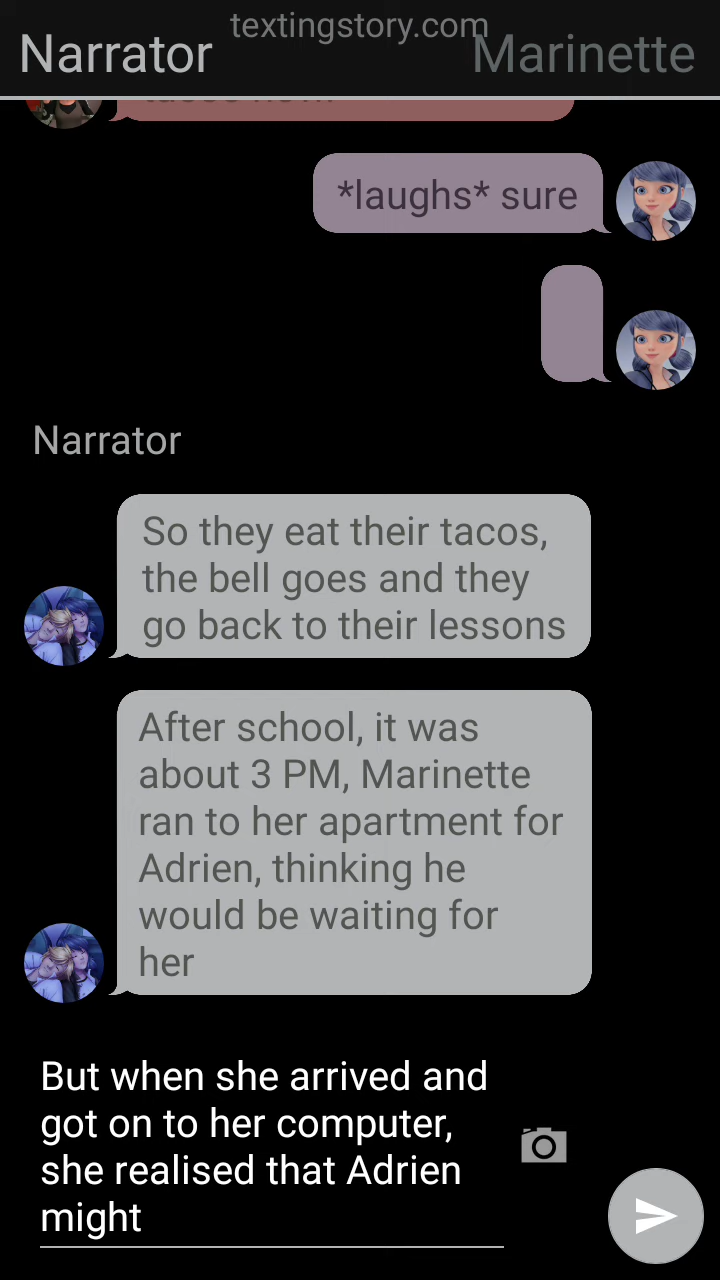 textingstory.com
Narrator
Marinette
*laughs* sure
Narrator
So they eat their tacos,
the bell goes and they
go back to their lessons
After school, it was
about 3 PM, Marinette
ran to her apartment for
Adrien, thinking he
would be waiting for
her
But when she arrived and
got on to her computer,
she realised that Adrien
might